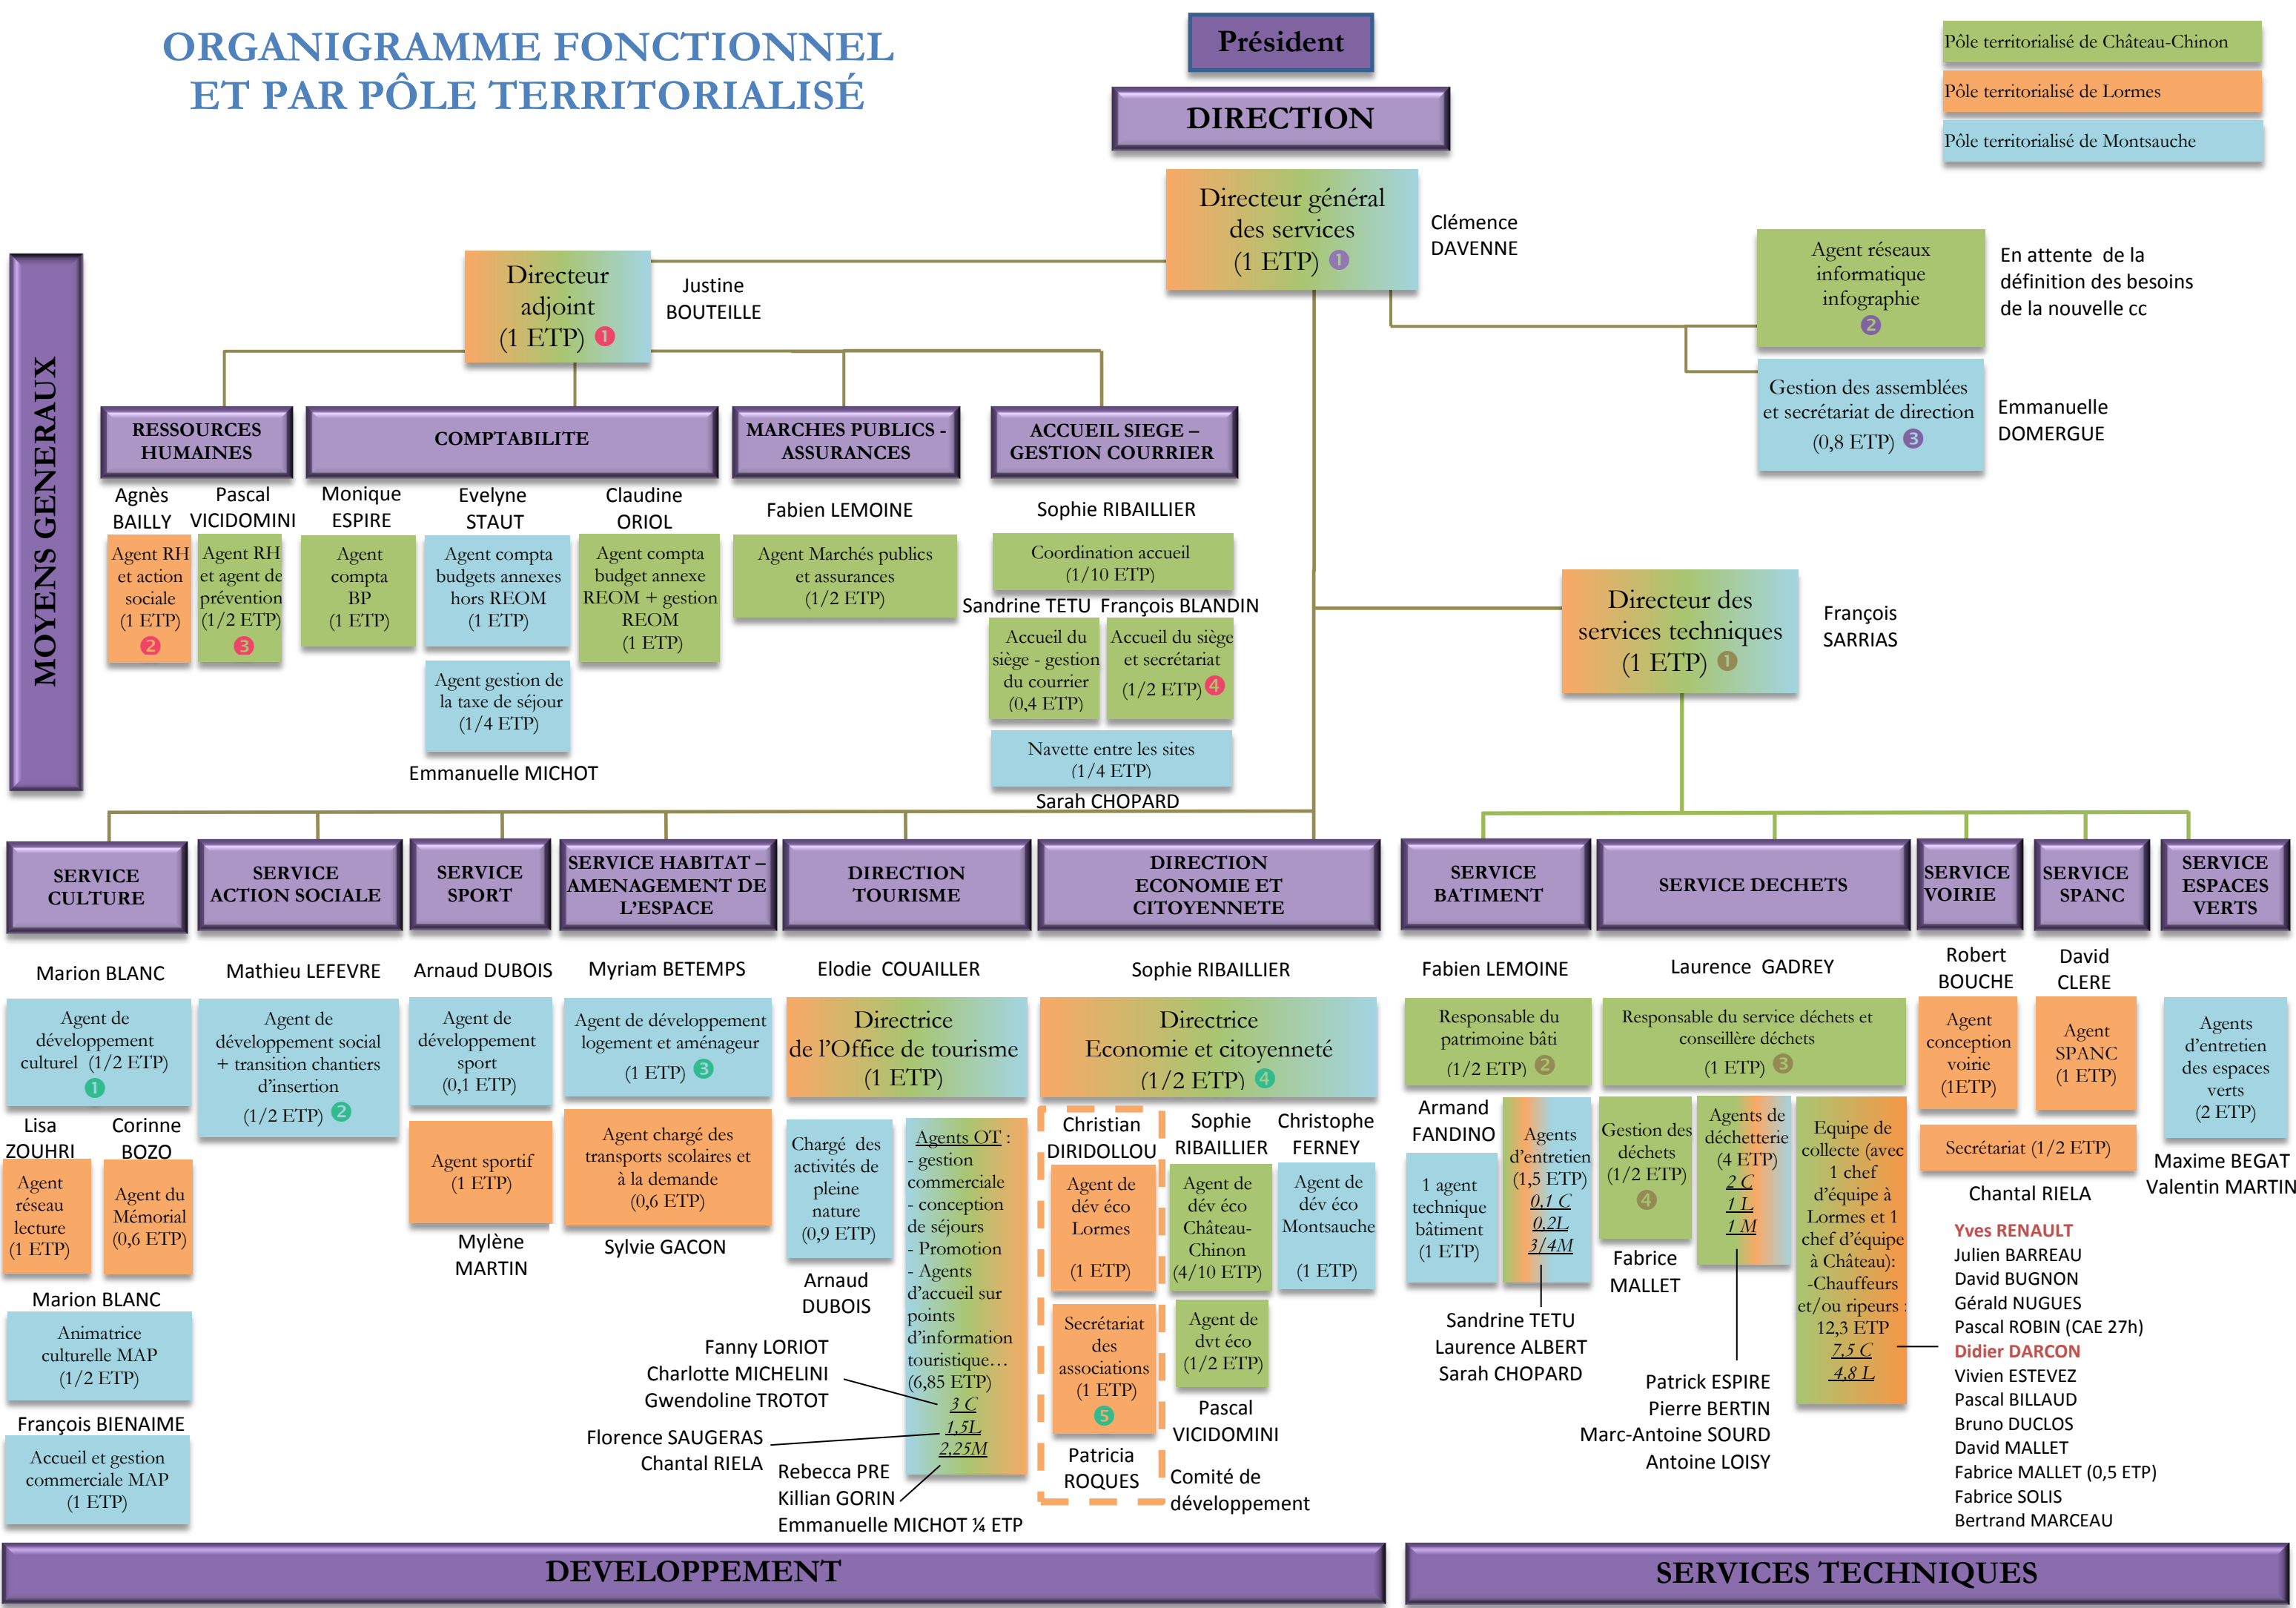 ORGANIGRAMME FONCTIONNEL
ET PAR PÔLE TERRITORIALISÉ
Président
DIRECTION
Pôle territorialisé de Château-Chinon
Pôle territorialisé de Lormes
Pôle territorialisé de Montsauche
Directeur général
des services
(1 ETP) ❶
Clémence
DAVENNE
Directeur
adjoint
(1 ETP) ❶
Justine
BOUTEILLE
Agent réseaux
informatique
infographie
❷
En attente de la
définition des besoins
de la nouvelle cc
Gestion des assemblées
et secrétariat de direction
(0,8 ETP) ❸
Emmanuelle
DOMERGUE
MOYENS GENERAUX
RESSOURCES
HUMAINES
COMPTABILITE
MARCHES PUBLICS -
ASSURANCES
ACCUEIL SIEGE –
GESTION COURRIER
Agnès
BAILLY
Agent RH
et action
sociale
(1 ETP)
❷
Pascal
VICIDOMINI
Agent RH
et agent de
prévention
(1/2 ETP)
❸
Monique
ESPIRE
Agent
compta
BP
(1 ETP)
Evelyne
STAUT
Agent compta
budgets annexes
hors REOM
(1 ETP)
Agent gestion de
la taxe de séjour
(1/4 ETP)
Emmanuelle MICHOT
Claudine
ORIOL
Agent compta
budget annexe
REOM + gestion
REOM
(1 ETP)
Fabien LEMOINE
Agent Marchés publics
et assurances
(1/2 ETP)
Sophie RIBAILLIER
Coordination accueil
(1/10 ETP)
Sandrine TETU
Accueil du
siège - gestion
du courrier
(0,4 ETP)
François BLANDIN
Accueil du siège
et secrétariat
(1/2 ETP) ❹
Navette entre les sites
(1/4 ETP)
Sarah CHOPARD
Directeur des
services techniques
(1 ETP) ❶
François
SARRIAS
SERVICE
CULTURE
SERVICE
ACTION SOCIALE
SERVICE
SPORT
SERVICE HABITAT –
AMENAGEMENT DE
L'ESPACE
DIRECTION
TOURISME
DIRECTION
ECONOMIE ET
CITOYENNETE
SERVICE
BATIMENT
SERVICE DECHETS
SERVICE
VOIRIE
SERVICE
SPANC
SERVICE
ESPACES
VERTS
Marion BLANC
Agent de
développement
culturel (1/2 ETP)
❶
Lisa
ZOUHRI
Agent
réseau
lecture
(1 ETP)
Corinne
BOZO
Agent du
Mémorial
(0,6 ETP)
Marion BLANC
Animatrice
culturelle MAP
(1/2 ETP)
François BIENAIME
Accueil et gestion
commerciale MAP
(1 ETP)
Mathieu LEFEVRE
Agent de
développement social
+ transition chantiers
d'insertion
(1/2 ETP) ❷
Arnaud DUBOIS
Agent de
développement
sport
(0,1 ETP)
Agent sportif
(1 ETP)
Mylène
MARTIN
Myriam BETEMPS
Agent de développement
logement et aménageur
(1 ETP) ❸
Agent chargé des
transports scolaires et
à la demande
(0,6 ETP)
Sylvie GACON
Elodie COUAILLER
Directrice
de l'Office de tourisme
(1 ETP)
Chargé des
activités de
pleine
nature
(0,9 ETP)
Arnaud
DUBOIS
Agents OT :
- gestion
commerciale
- conception
de séjours
- Promotion
- Agents
d'accueil sur
points
d'information
touristique…
(6,85 ETP)
3 C
1,5L
2,25M
Fanny LORIOT
Charlotte MICHELINI
Gwendoline TROTOT
Florence SAUGERAS
Chantal RIELA
Rebecca PRE
Killian GORIN
Emmanuelle MICHOT ¼ ETP
Sophie RIBAILLIER
Directrice
Economie et citoyenneté
(1/2 ETP) ❹
Christian
DIRIDOLLOU
Agent de
dév éco
Lormes
(1 ETP)
Secrétariat
des
associations
(1 ETP)
❺
Patricia
ROQUES
Sophie
RIBAILLIER
Agent de
dév éco
Château-
Chinon
(4/10 ETP)
Agent de
dvt éco
(1/2 ETP)
Pascal
VICIDOMINI
Comité de
développement
Christophe
FERNEY
Agent de
dév éco
Montsauche
(1 ETP)
Fabien LEMOINE
Responsable du
patrimoine bâti
(1/2 ETP) ❷
Armand
FANDINO
1 agent
technique
bâtiment
(1 ETP)
Agents
d'entretien
(1,5 ETP)
0,1 C
0,2L
3/4M
Sandrine TETU
Laurence ALBERT
Sarah CHOPARD
Laurence GADREY
Responsable du service déchets et
conseillère déchets
(1 ETP) ❸
Gestion des
déchets
(1/2 ETP)
❹
Fabrice
MALLET
Agents de
déchetterie
(4 ETP)
2 C
1 L
1 M
Patrick ESPIRE
Pierre BERTIN
Marc-Antoine SOURD
Antoine LOISY
Equipe de
collecte (avec
1 chef
d'équipe à
Lormes et 1
chef d'équipe
à Château):
-Chauffeurs
et/ou ripeurs :
12,3 ETP
7,5 C
4,8 L
Robert
BOUCHE
Agent
conception
voirie
(1ETP)
David
CLERE
Agent
SPANC
(1 ETP)
Secrétariat (1/2 ETP)
Chantal RIELA
Yves RENAULT
Julien BARREAU
David BUGNON
Gérald NUGUES
Pascal ROBIN (CAE 27h)
Didier DARCON
Vivien ESTEVEZ
Pascal BILLAUD
Bruno DUCLOS
David MALLET
Fabrice MALLET (0,5 ETP)
Fabrice SOLIS
Bertrand MARCEAU
Agents
d'entretien
des espaces
verts
(2 ETP)
Maxime BEGAT
Valentin MARTIN
DEVELOPPEMENT
SERVICES TECHNIQUES